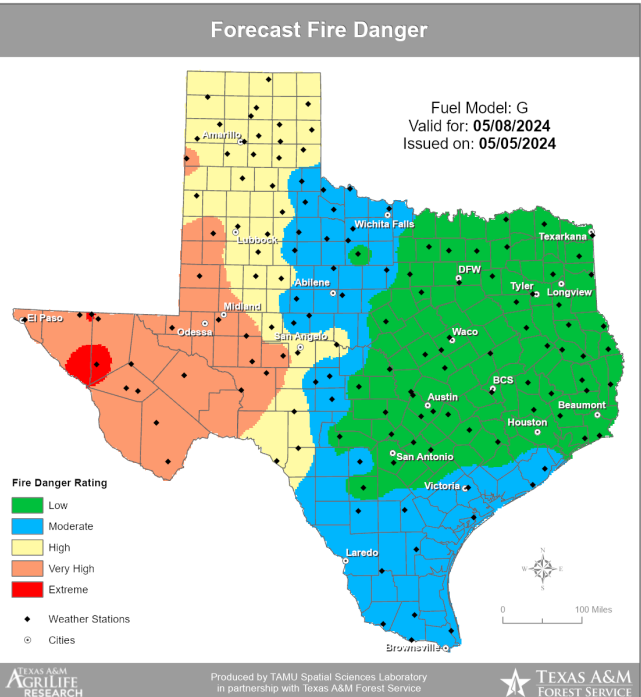 Forecast Fire Danger
Fuel Model: G
Valid for: 05/08/2024
Issued on: 05/05/2024
Amarillo
Wichita Falls
Texarkana
Lubbock
DFW
Tyler
Longview
Abilene
Midland
El Paso
Odessa
San Angelo
Waco
BCS
Austin
Beaumont
Houston
San Antonio
Victoria
Laredo
Brownsville
Fire Danger Rating
Low
Moderate
High
Very High
Extreme
Weather Stations
Cities
N
W
E
S
0 100 Miles
TEXAS A&M
AGRILIFE
RESEARCH
Produced by TAMU Spatial Sciences Laboratory
in partnership with Texas A&M Forest Service
TEXAS A&M
FOREST SERVICE